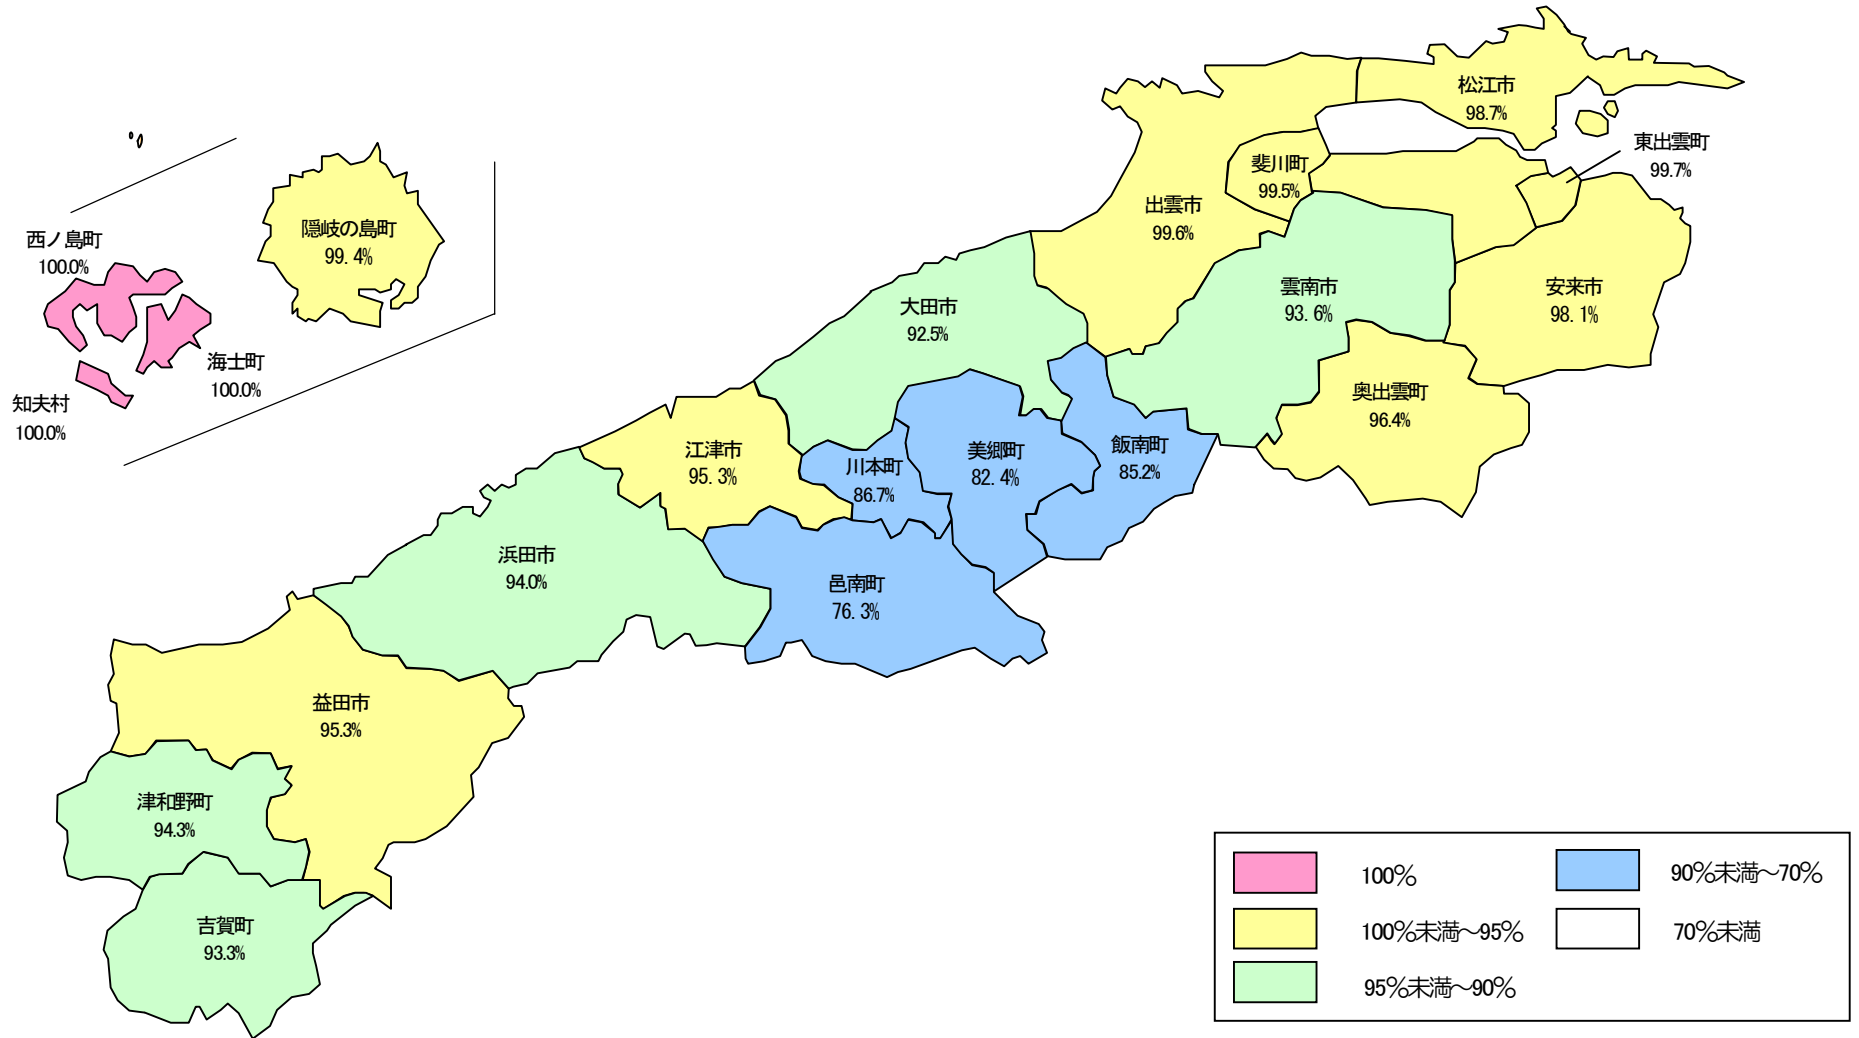 松江市
98.7%
東出雲町
99.7%
斐川町
99.5%
出雲市
99.6%
隠岐の島町
99.4%
西ノ島町
100.0%
海士町
100.0%
知夫村
100.0%
雲南市
93.6%
安来市
98.1%
大田市
92.5%
奥出雲町
96.4%
江津市
95.3%
川本町
86.7%
美郷町
82.4%
飯南町
85.2%
浜田市
94.0%
邑南町
76.3%
益田市
95.3%
津和野町
94.3%
吉賀町
93.3%
100%
100%未満～95%
95%未満～90%
90%未満～70%
70%未満